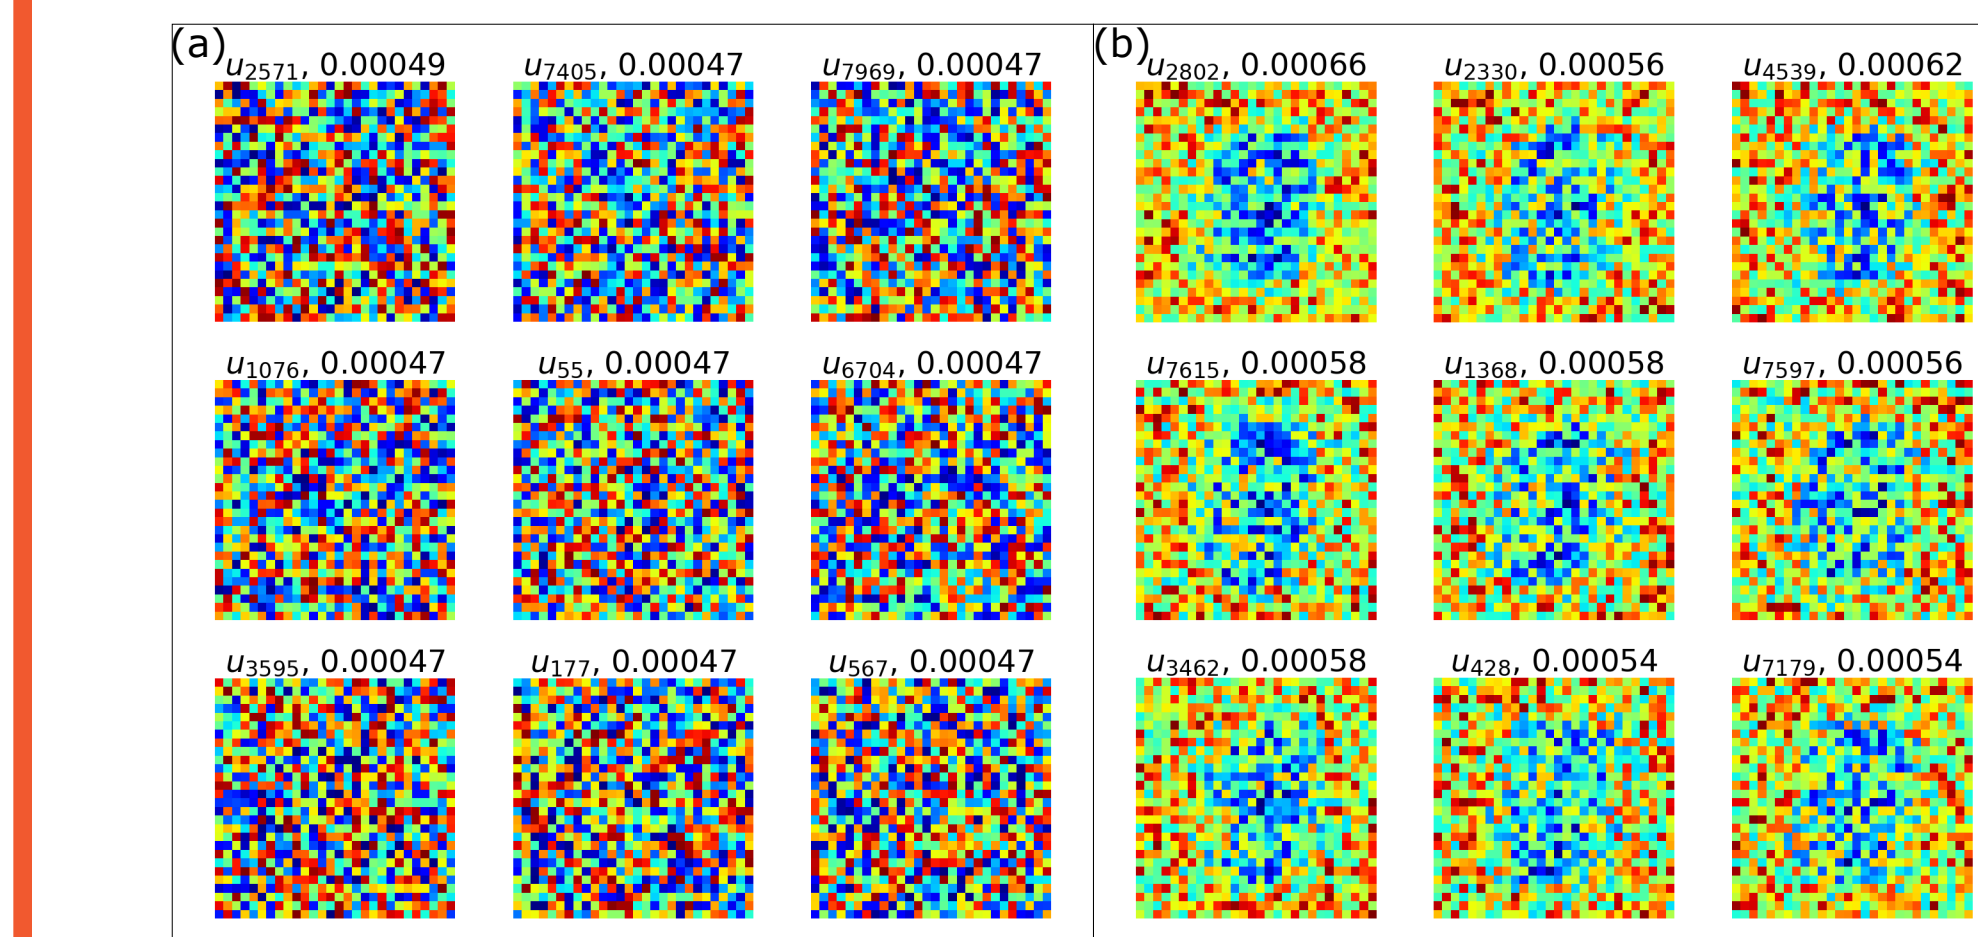 (a)
u2571, 0.00049
u7405, 0.00047
u7969, 0.00047
u1076, 0.00047
u55, 0.00047
u6704, 0.00047
u3595, 0.00047
u177, 0.00047
u567, 0.00047
(b)
u2802, 0.00066
u2330, 0.00056
u4539, 0.00062
u7615, 0.00058
u1368, 0.00058
u7597, 0.00056
u3462, 0.00058
u428, 0.00054
u7179, 0.00054